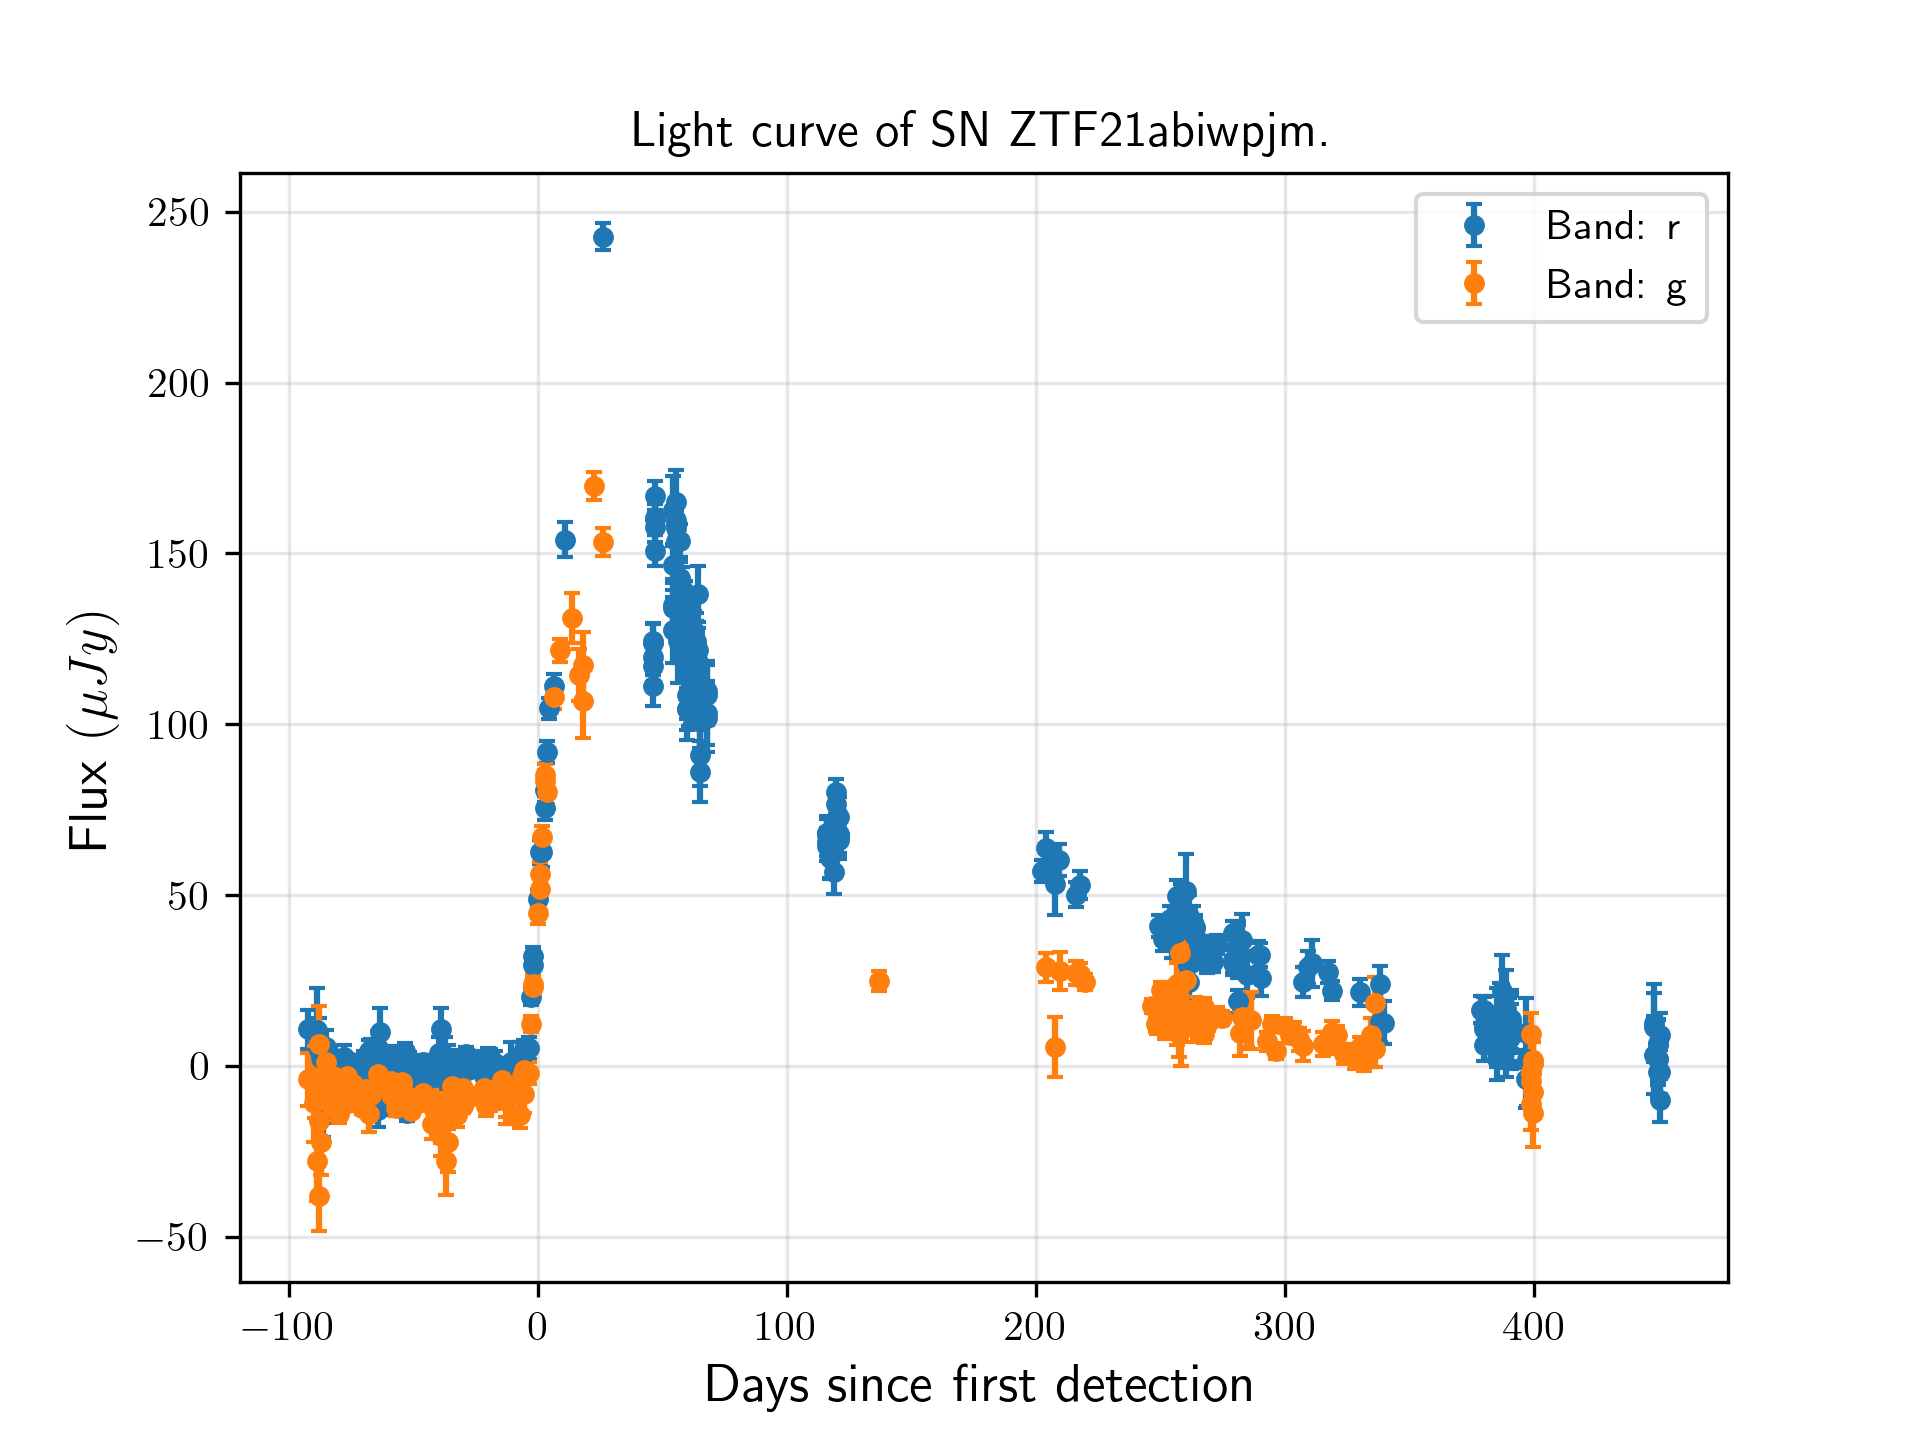 Light curve of SN ZTF21abiwpjm.
250
200
150
100
50
0
−50
Flux (μJy)
Band: r
Band: g
−100 0 100 200 300 400
Days since first detection